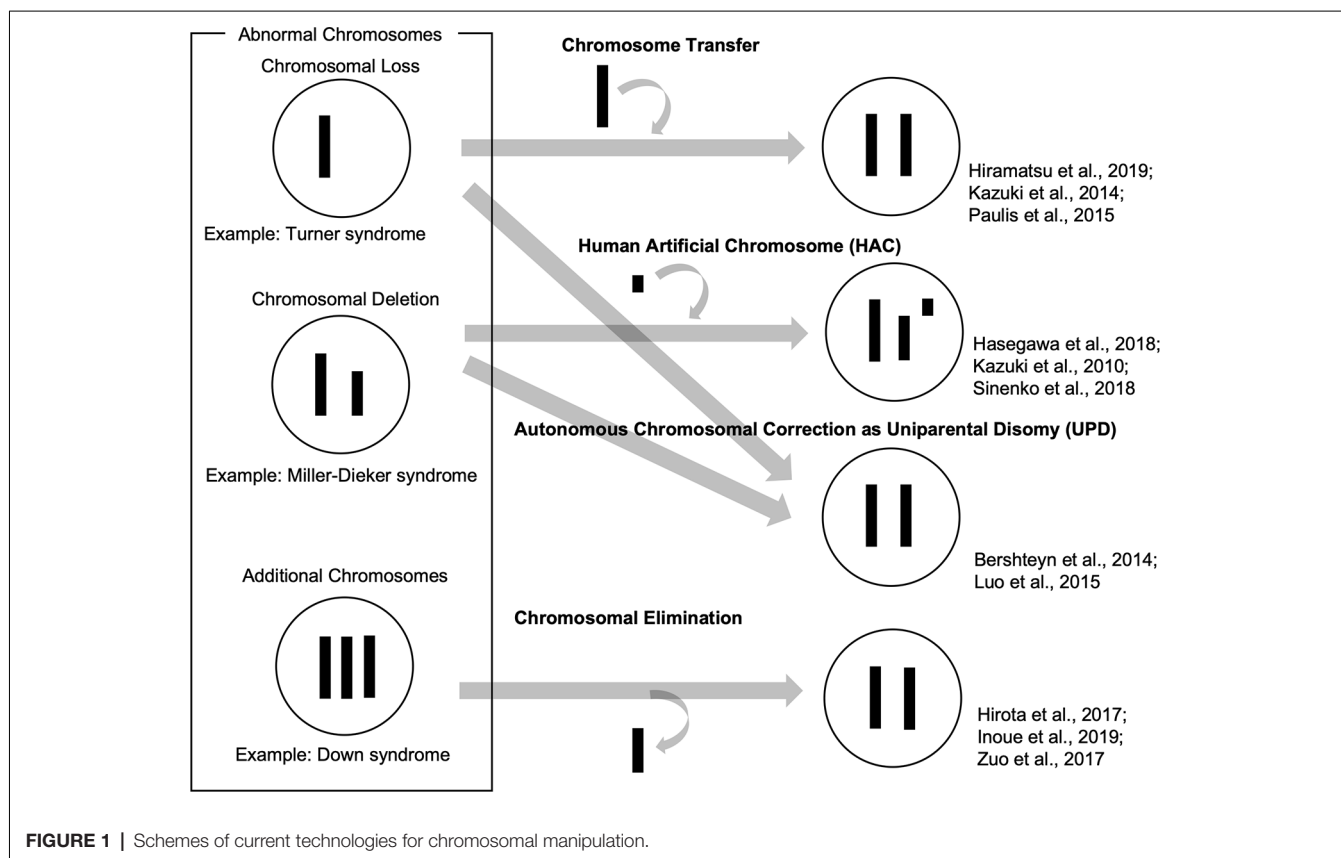 Abnormal Chromosomes
Chromosomal Loss
Example: Turner syndrome
Chromosomal Deletion
Example: Miller-Dieker syndrome
Additional Chromosomes
Example: Down syndrome
Chromosome Transfer
Hiramatsu et al., 2019;
Kazuki et al., 2014;
Paulis et al., 2015
Human Artificial Chromosome (HAC)
Hasegawa et al., 2018;
Kazuki et al., 2010;
Sinenko et al., 2018
Autonomous Chromosomal Correction as Uniparental Disomy (UPD)
Bershteyn et al., 2014;
Luo et al., 2015
Chromosomal Elimination
Hirota et al., 2017;
Inoue et al., 2019;
Zuo et al., 2017
FIGURE 1 | Schemes of current technologies for chromosomal manipulation.